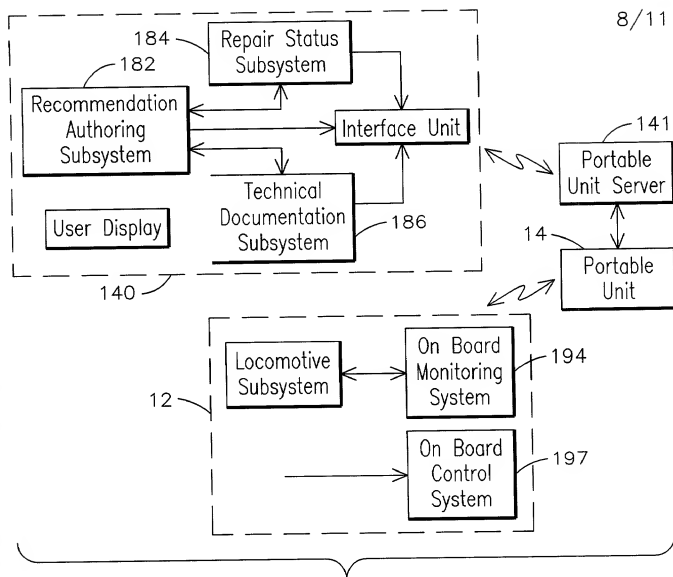 8/11
184
Repair Status
Subsystem
182
Recommendation
Authoring
Subsystem
Interface Unit
141
Portable
Unit Server
Technical
Documentation
Subsystem
186
User Display
14
Portable
Unit
140
Locomotive
Subsystem
On Board
Monitoring
System
194
12
On Board
Control
System
197